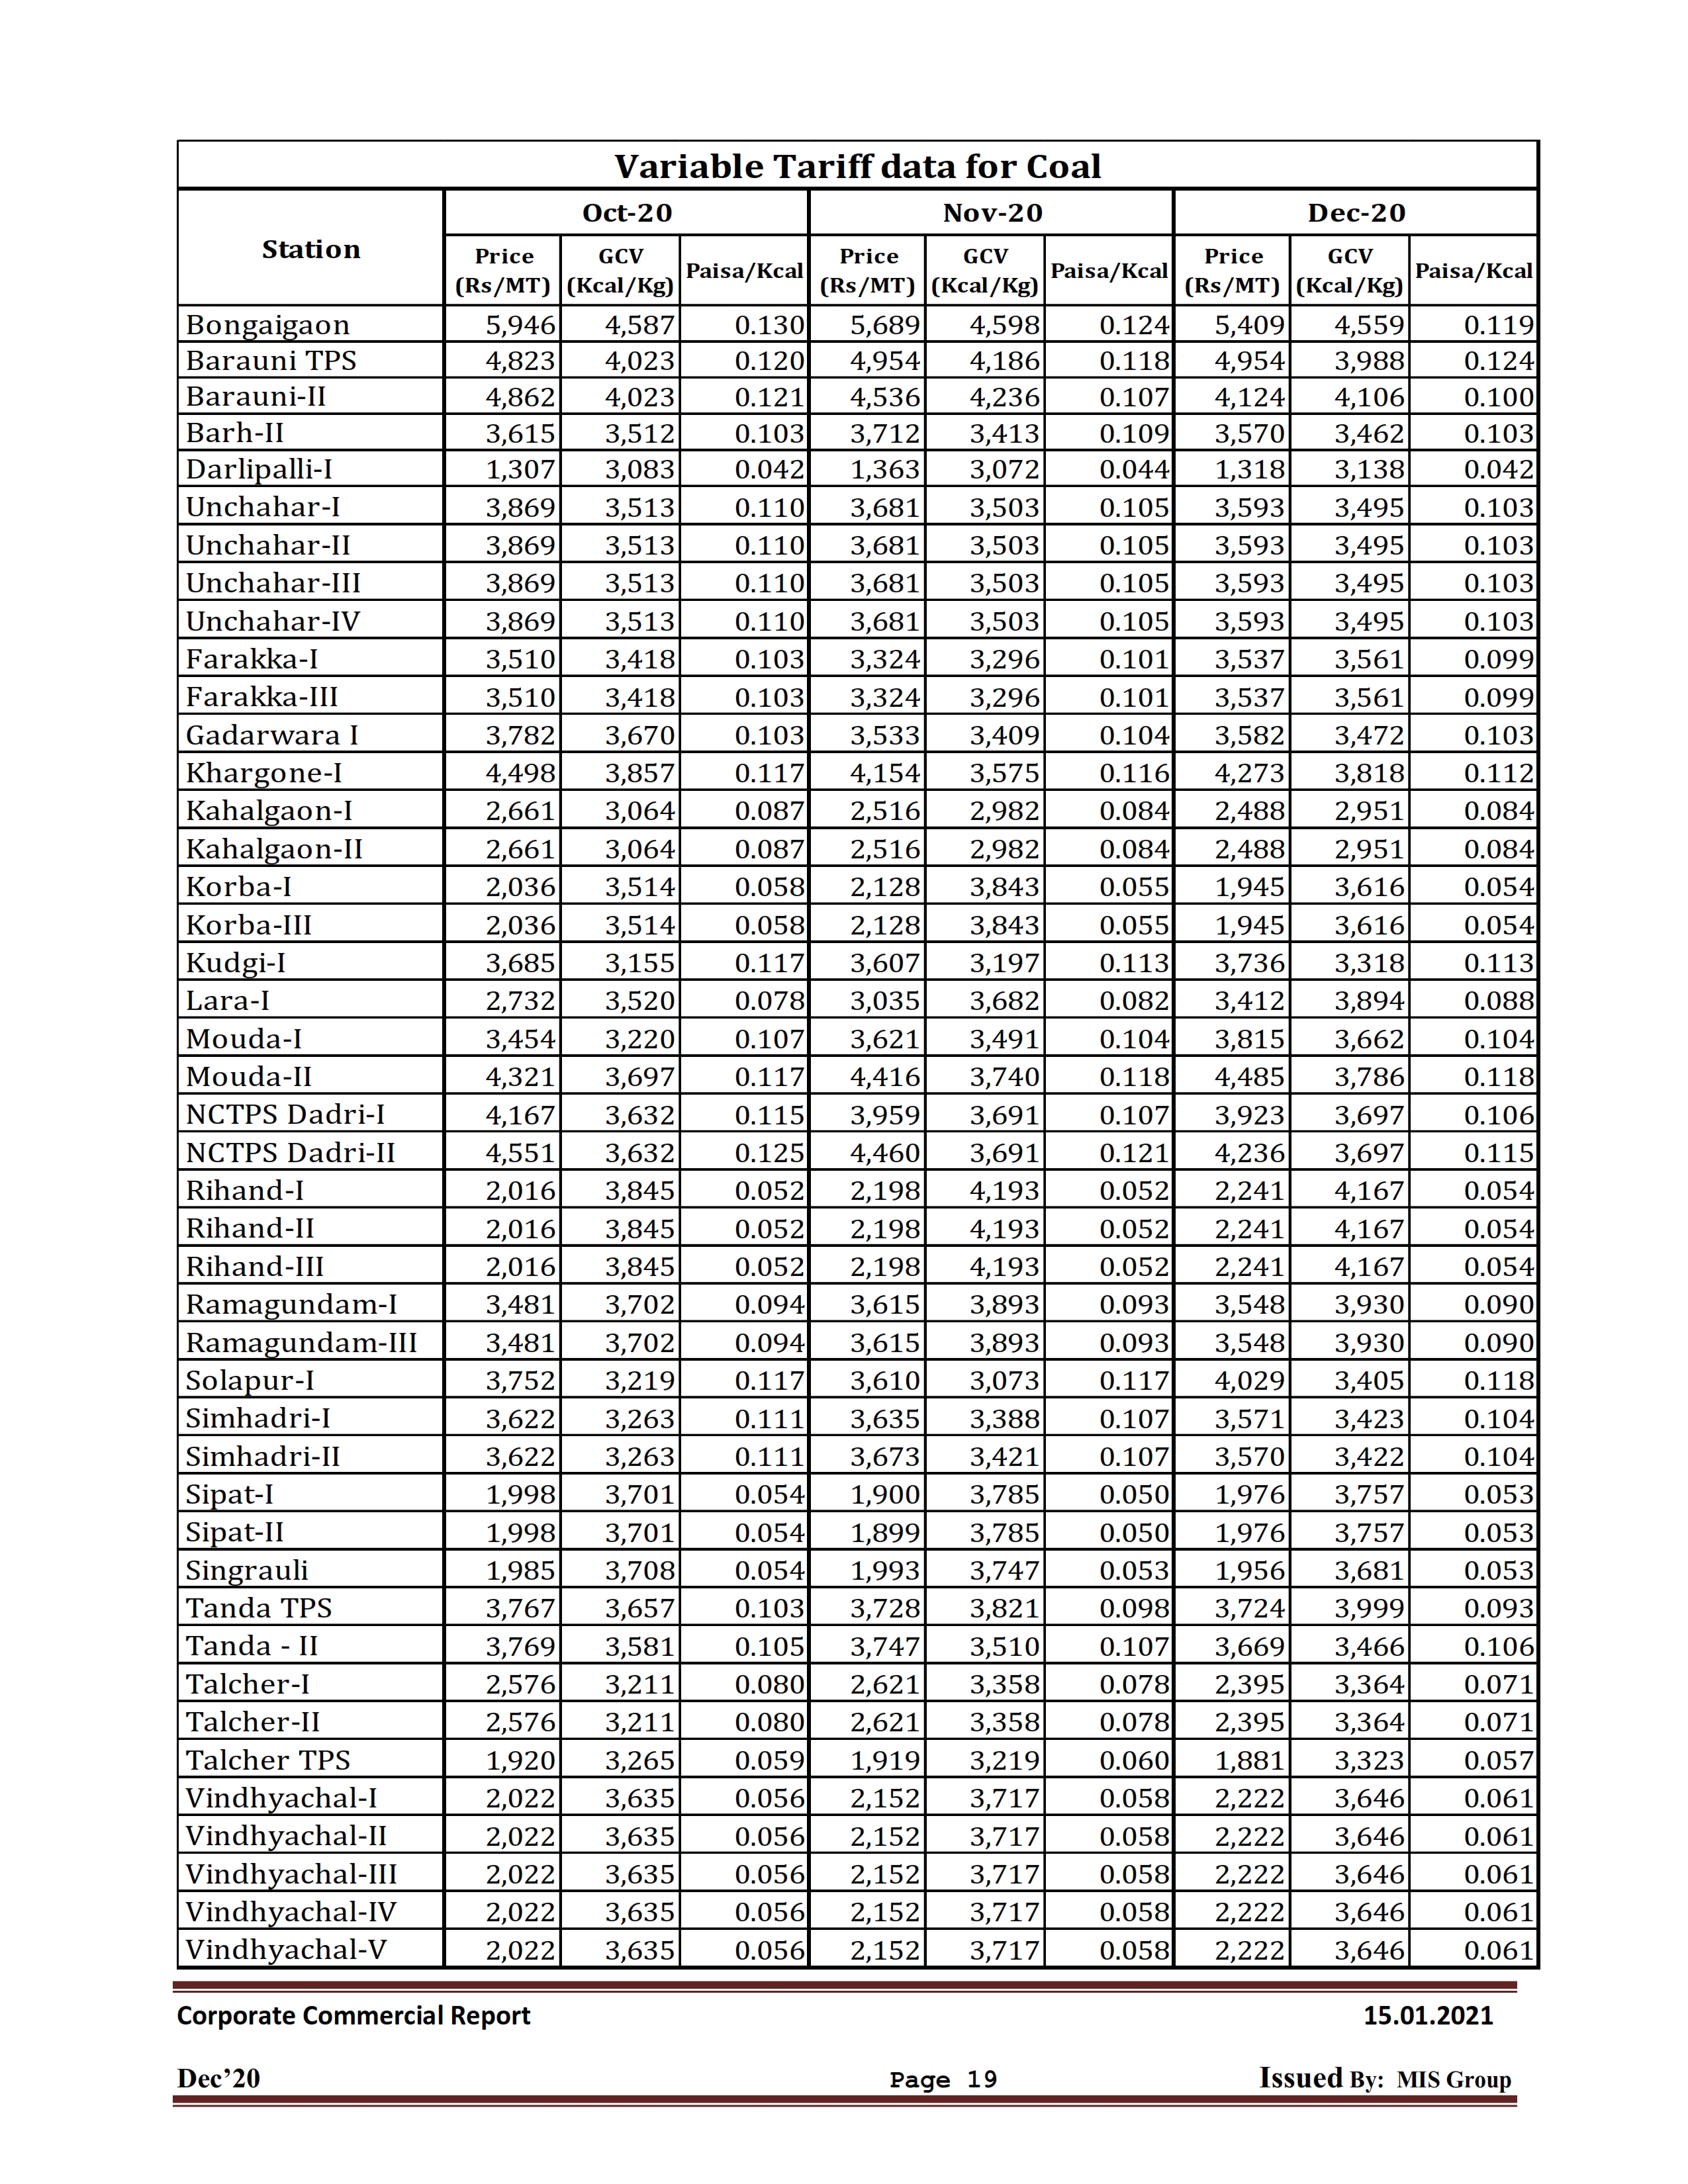 Variable Tariff data for Coal
Oct-20 Nov-20 Dec-20
Station Price (Rs/MT) GCV (Kcal/Kg) Paisa/Kcal Price (Rs/MT) GCV (Kcal/Kg) Paisa/Kcal Price (Rs/MT) GCV (Kcal/Kg) Paisa/Kcal
Bongaigaon 5,946 4,587 0.130 5,689 4,598 0.124 5,409 4,559 0.119
Barauni TPS 4,823 4,023 0.120 4,954 4,186 0.118 4,954 3,988 0.124
Barauni-II 4,862 4,023 0.121 4,536 4,236 0.107 4,124 4,106 0.100
Barh-II 3,615 3,512 0.103 3,712 3,413 0.109 3,570 3,462 0.103
Darlipalli-I 1,307 3,083 0.042 1,363 3,072 0.044 1,318 3,138 0.042
Unchahar-I 3,869 3,513 0.110 3,681 3,503 0.105 3,593 3,495 0.103
Unchahar-II 3,869 3,513 0.110 3,681 3,503 0.105 3,593 3,495 0.103
Unchahar-III 3,869 3,513 0.110 3,681 3,503 0.105 3,593 3,495 0.103
Unchahar-IV 3,869 3,513 0.110 3,681 3,503 0.105 3,593 3,495 0.103
Farakka-I 3,510 3,418 0.103 3,324 3,296 0.101 3,537 3,561 0.099
Farakka-III 3,510 3,418 0.103 3,324 3,296 0.101 3,537 3,561 0.099
Gadarwara I 3,782 3,670 0.103 3,533 3,409 0.104 3,582 3,472 0.103
Khargone-I 4,498 3,857 0.117 4,154 3,575 0.116 4,273 3,818 0.112
Kahalgaon-I 2,661 3,064 0.087 2,516 2,982 0.084 2,488 2,951 0.084
Kahalgaon-II 2,661 3,064 0.087 2,516 2,982 0.084 2,488 2,951 0.084
Korba-I 2,036 3,514 0.058 2,128 3,843 0.055 1,945 3,616 0.054
Korba-III 2,036 3,514 0.058 2,128 3,843 0.055 1,945 3,616 0.054
Kudgi-I 3,685 3,155 0.117 3,607 3,197 0.113 3,736 3,318 0.113
Lara-I 2,732 3,520 0.078 3,035 3,682 0.082 3,412 3,894 0.088
Mouda-I 3,454 3,220 0.107 3,621 3,491 0.104 3,815 3,662 0.104
Mouda-II 4,321 3,697 0.117 4,416 3,740 0.118 4,485 3,786 0.118
NCTPS Dadri-I 4,167 3,632 0.115 3,959 3,691 0.107 3,923 3,697 0.106
NCTPS Dadri-II 4,551 3,632 0.125 4,460 3,691 0.121 4,236 3,697 0.115
Rihand-I 2,016 3,845 0.052 2,198 4,193 0.052 2,241 4,167 0.054
Rihand-II 2,016 3,845 0.052 2,198 4,193 0.052 2,241 4,167 0.054
Rihand-III 2,016 3,845 0.052 2,198 4,193 0.052 2,241 4,167 0.054
Ramagundam-I 3,481 3,702 0.094 3,615 3,893 0.093 3,548 3,930 0.090
Ramagundam-III 3,481 3,702 0.094 3,615 3,893 0.093 3,548 3,930 0.090
Solapur-I 3,752 3,219 0.117 3,610 3,073 0.117 4,029 3,405 0.118
Simhadri-I 3,622 3,263 0.111 3,635 3,388 0.107 3,571 3,423 0.104
Simhadri-II 3,622 3,263 0.111 3,673 3,421 0.107 3,570 3,422 0.104
Sipat-I 1,998 3,701 0.054 1,900 3,785 0.050 1,976 3,757 0.053
Sipat-II 1,998 3,701 0.054 1,899 3,785 0.050 1,976 3,757 0.053
Singrauli 1,985 3,708 0.054 1,993 3,747 0.053 1,956 3,681 0.053
Tanda TPS 3,767 3,657 0.103 3,728 3,821 0.098 3,724 3,999 0.093
Tanda - II 3,769 3,581 0.105 3,747 3,510 0.107 3,669 3,466 0.106
Talcher-I 2,576 3,211 0.080 2,621 3,358 0.078 2,395 3,364 0.071
Talcher-II 2,576 3,211 0.080 2,621 3,358 0.078 2,395 3,364 0.071
Talcher TPS 1,920 3,265 0.059 1,919 3,219 0.060 1,881 3,323 0.057
Vindhyachal-I 2,022 3,635 0.056 2,152 3,717 0.058 2,222 3,646 0.061
Vindhyachal-II 2,022 3,635 0.056 2,152 3,717 0.058 2,222 3,646 0.061
Vindhyachal-III 2,022 3,635 0.056 2,152 3,717 0.058 2,222 3,646 0.061
Vindhyachal-IV 2,022 3,635 0.056 2,152 3,717 0.058 2,222 3,646 0.061
Vindhyachal-V 2,022 3,635 0.056 2,152 3,717 0.058 2,222 3,646 0.061
Corporate Commercial Report 15.01.2021
Dec’20 Page 19 Issued By: MIS Group